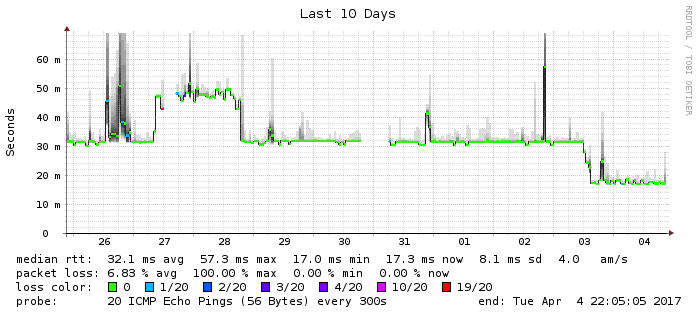 Last 10 Days
RRDTOOL / TOBI OETIKER
Seconds
60 m
50 m
40 m
30 m
20 m
10 m
0
26 27 28 29 30 31 01 02 03 04
median rtt: 32.1 ms avg 57.3 ms max 17.0 ms min 17.3 ms now 8.1 ms sd 4.0 am/s
packet loss: 6.83 % avg 100.00 % max 0.00 % min 0.00 % now
loss color: 0 1/20 2/20 3/20 4/20 10/20 19/20
probe: 20 ICMP Echo Pings (56 Bytes) every 300s end: Tue Apr 4 22:05:05 2017